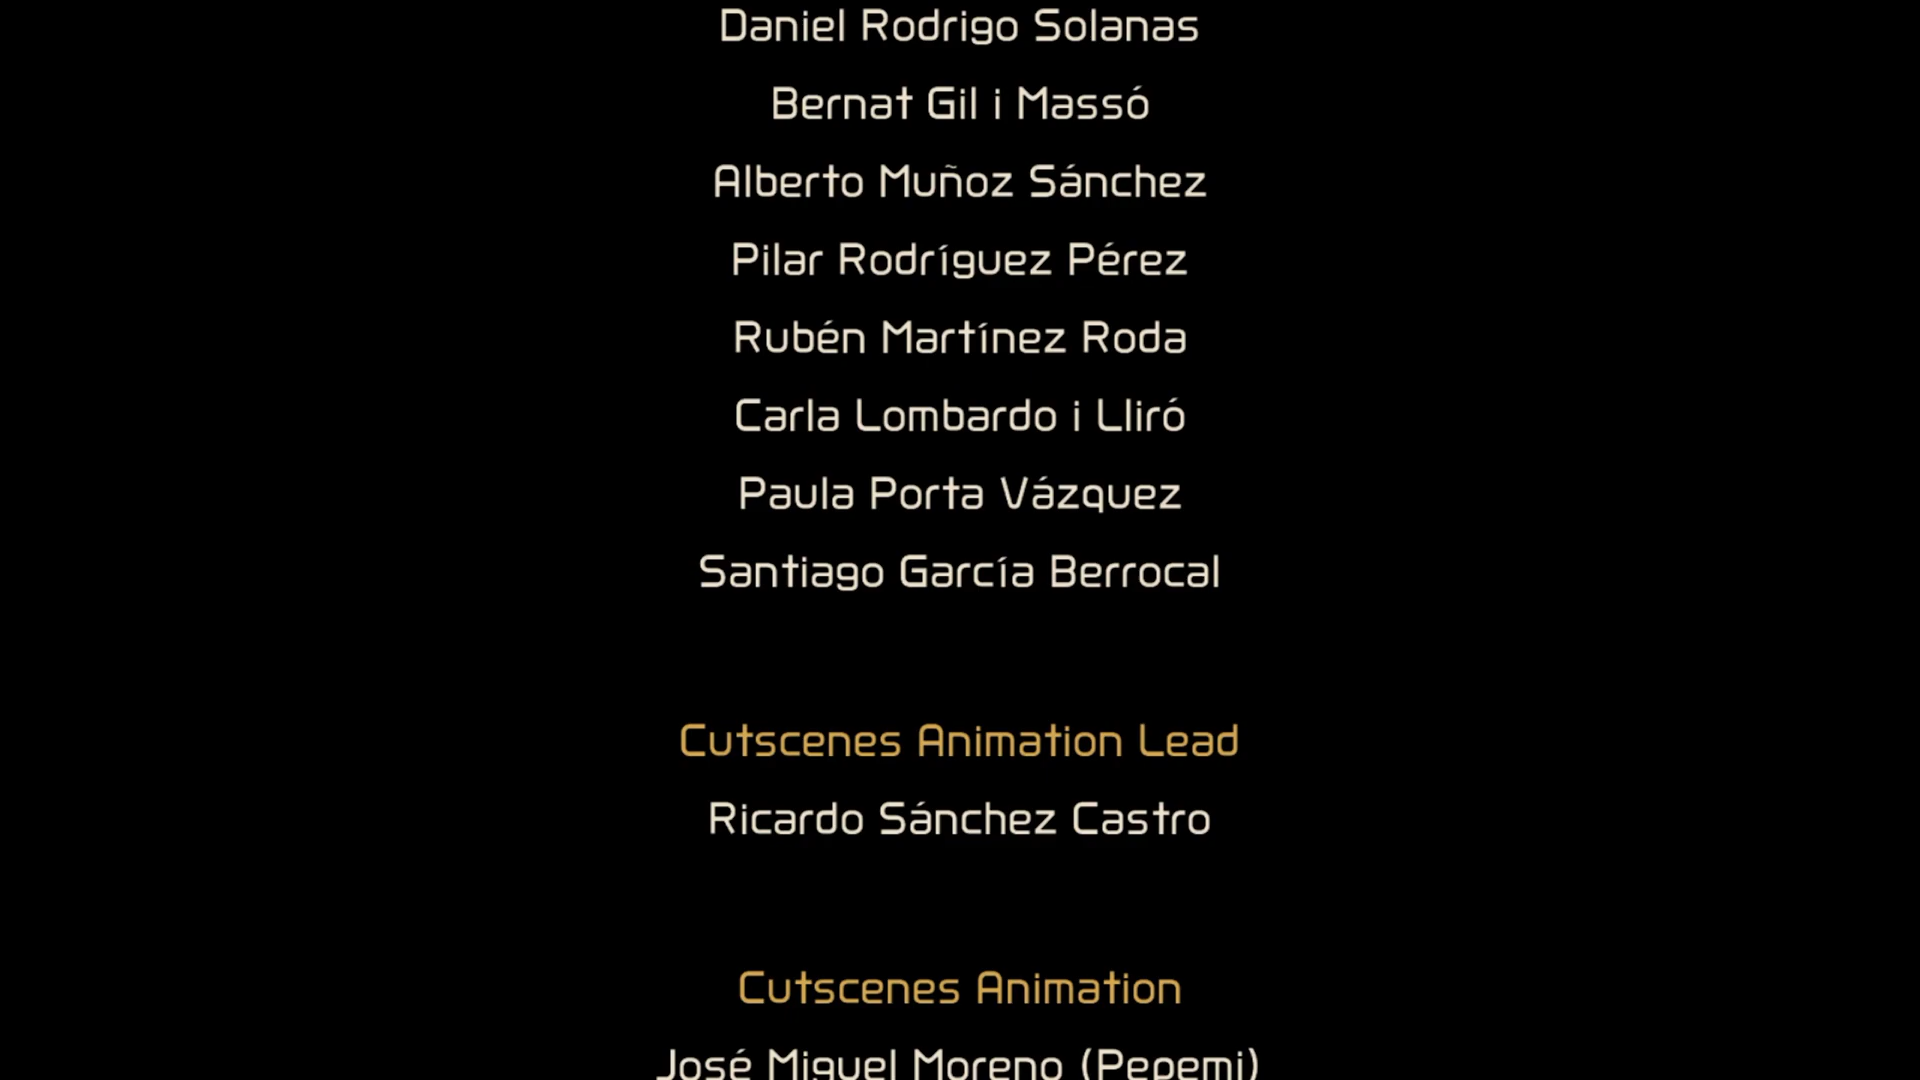 Daniel Rodrigo Solanas
Bernat Gil i Massó
Alberto Muñoz Sánchez
Pilar Rodríguez Pérez
Rubén Martínez Roda
Carla Lombardo i Lliró
Paula Porta Vázquez
Santiago García Berrocal
Cutscenes Animation Lead
Ricardo Sánchez Castro
Cutscenes Animation
José Miguel Moreno (Pepemi)